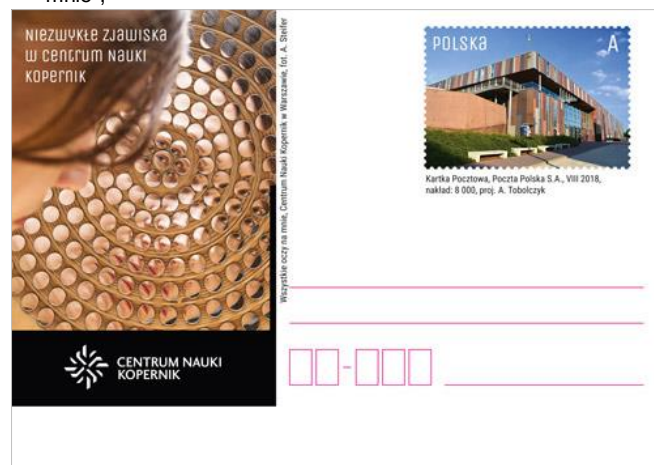 mnie",
NIEZWYKŁE ZJAWISKA
W CENTRUM NAUKI
KOPERNIK
Wszystkie oczy na mnie, Centrum Nauki Kopernik w Warszawie, fot. A. Steifer
POLSKA A
Kartka Pocztowa, Poczta Polska S.A., VIII 2018,
nakład: 8 000, proj. A. Tobolczyk
CENTRUM NAUKI
KOPERNIK